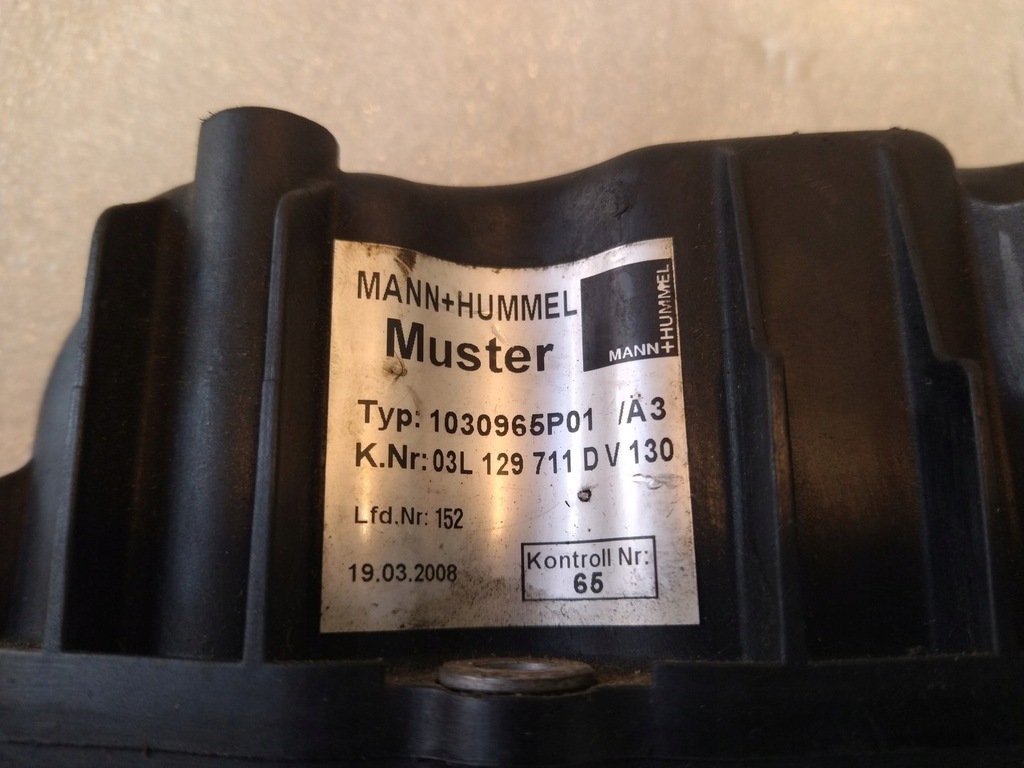 MANN+HUMMEL
Muster
MANN
+HUMMEL
Typ: 1030965P01 /Ä3
K.Nr: 03L 129 711 D V 130
Lfd.Nr: 152
19.03.2008
Kontroll Nr:
65